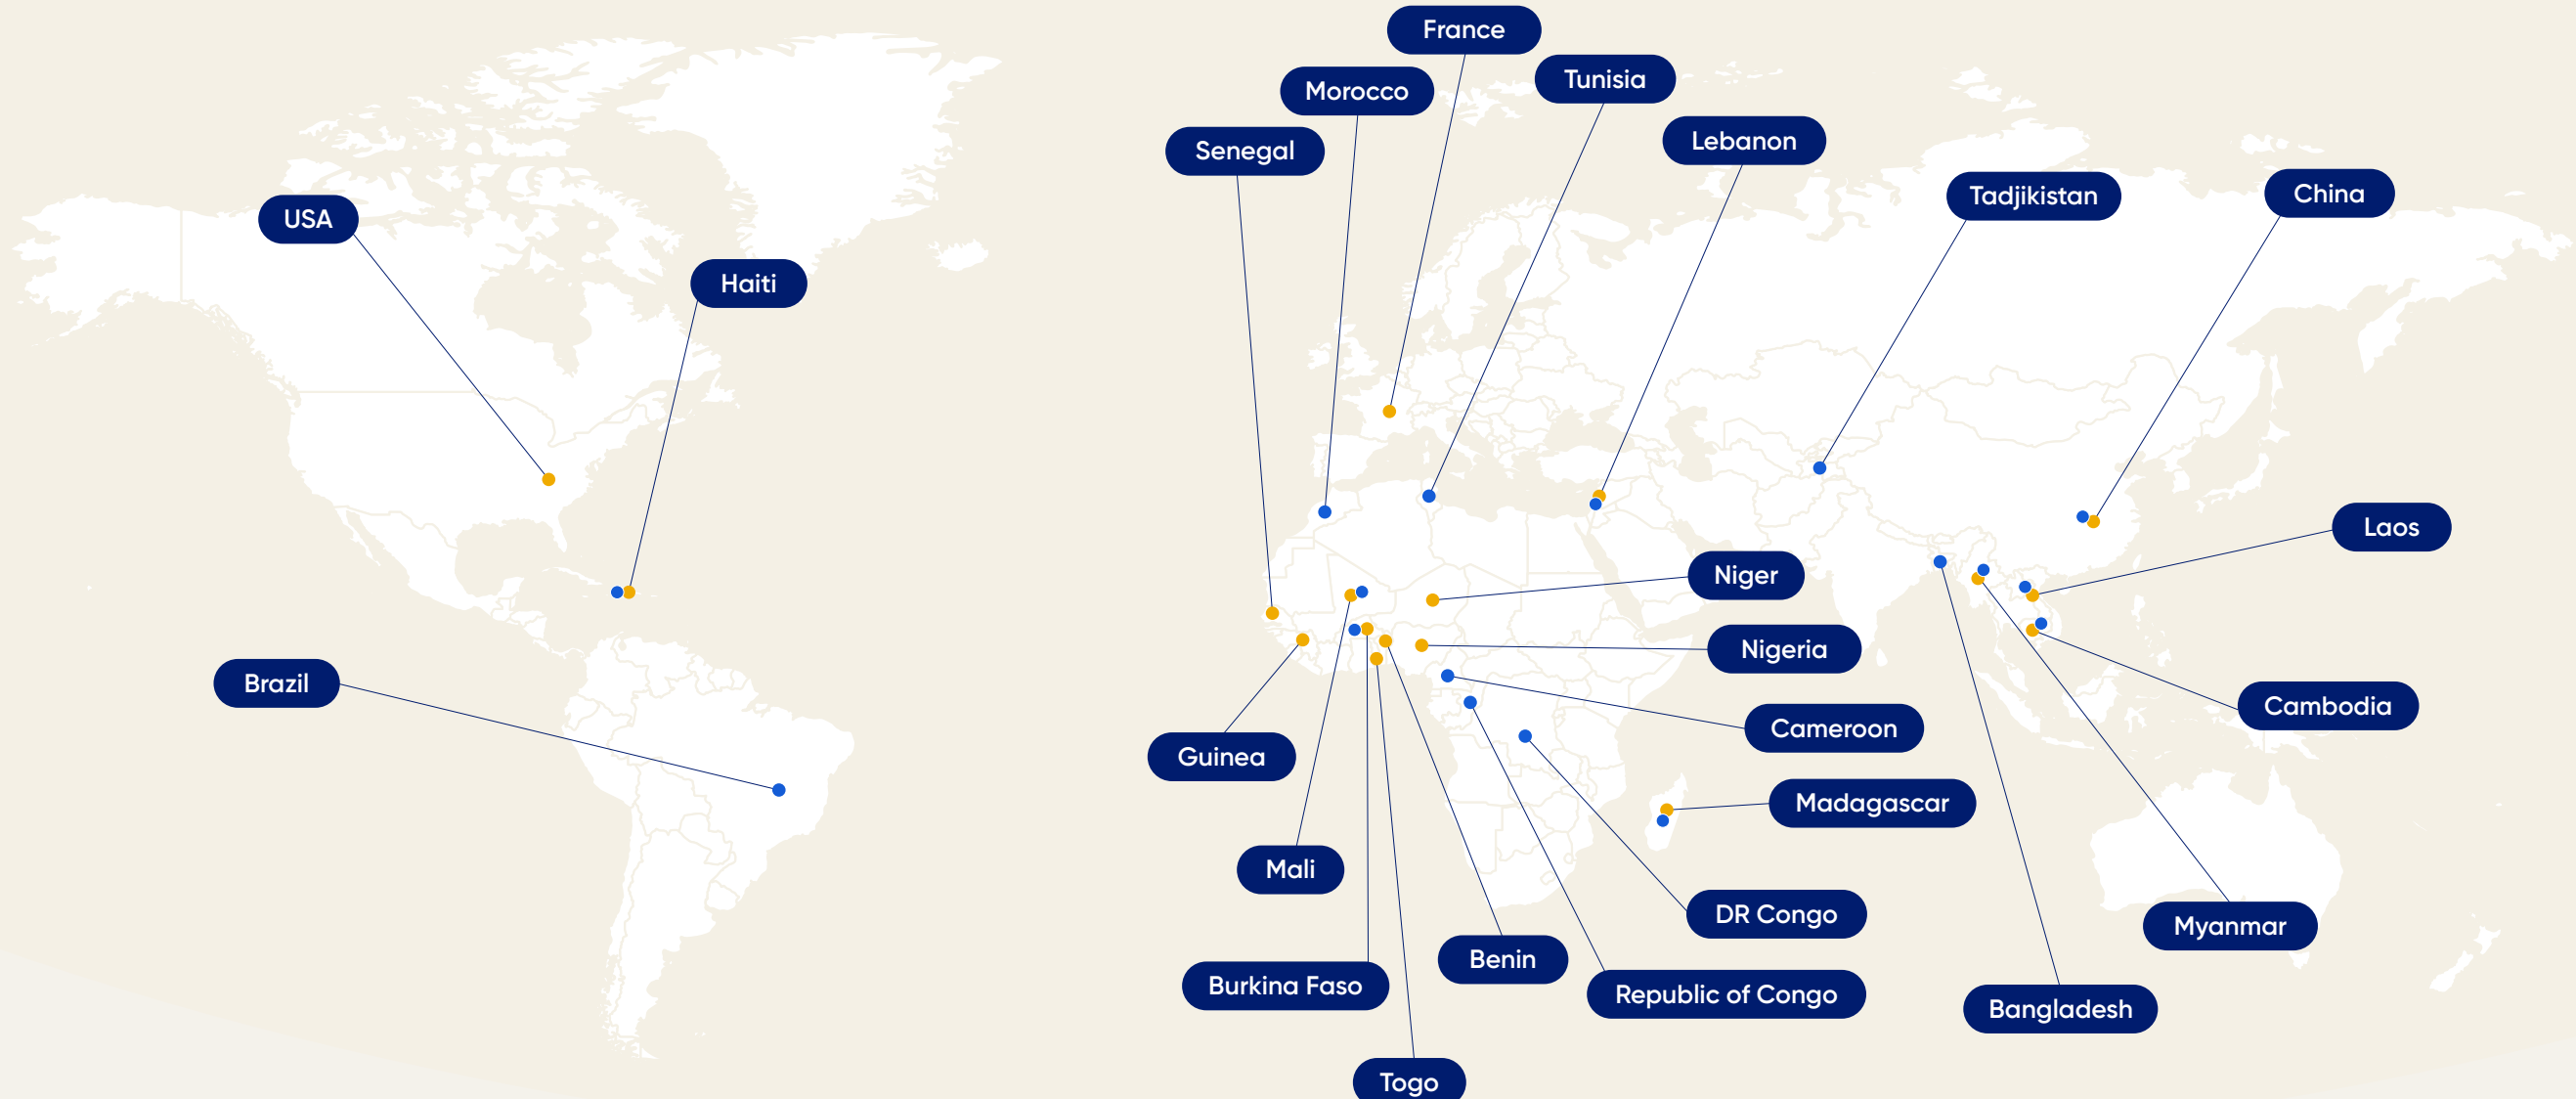 France
Tunisia
Morocco
Lebanon
Senegal
Tadjikistan
China
USA
Haiti
Laos
Niger
Nigeria
Brazil
Cambodia
Cameroon
Guinea
Madagascar
Mali
DR Congo
Myanmar
Benin
Burkina Faso
Republic of Congo
Bangladesh
Togo